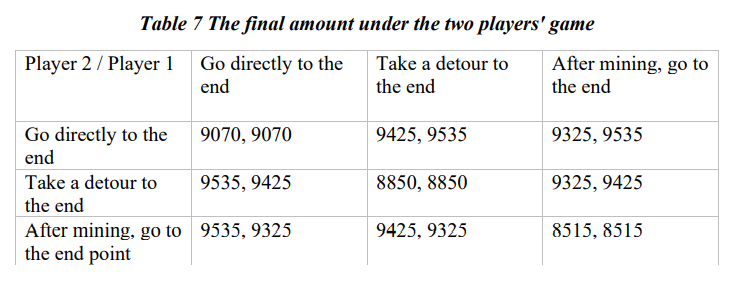 Table 7 The final amount under the two players' game
Player 2 / Player 1 Go directly to the Take a detour to After mining, go to
end the end the end
Go directly to the 9070, 9070 9425, 9535 9325, 9535
end
Take a detour to 9535, 9425 8850, 8850 9325, 9425
the end
After mining, go to 9535, 9325 9425, 9325 8515, 8515
the end point